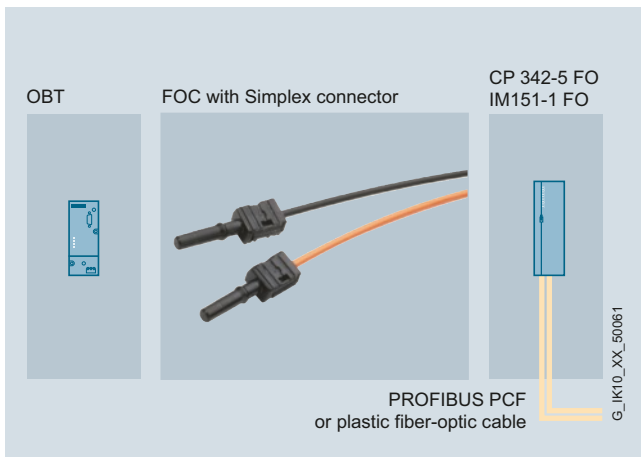 OBT
FOC with Simplex connector
CP 342-5 FO
IM151-1 FO
PROFIBUS PCF
or plastic fiber-optic cable
G_IK10_XX_50061